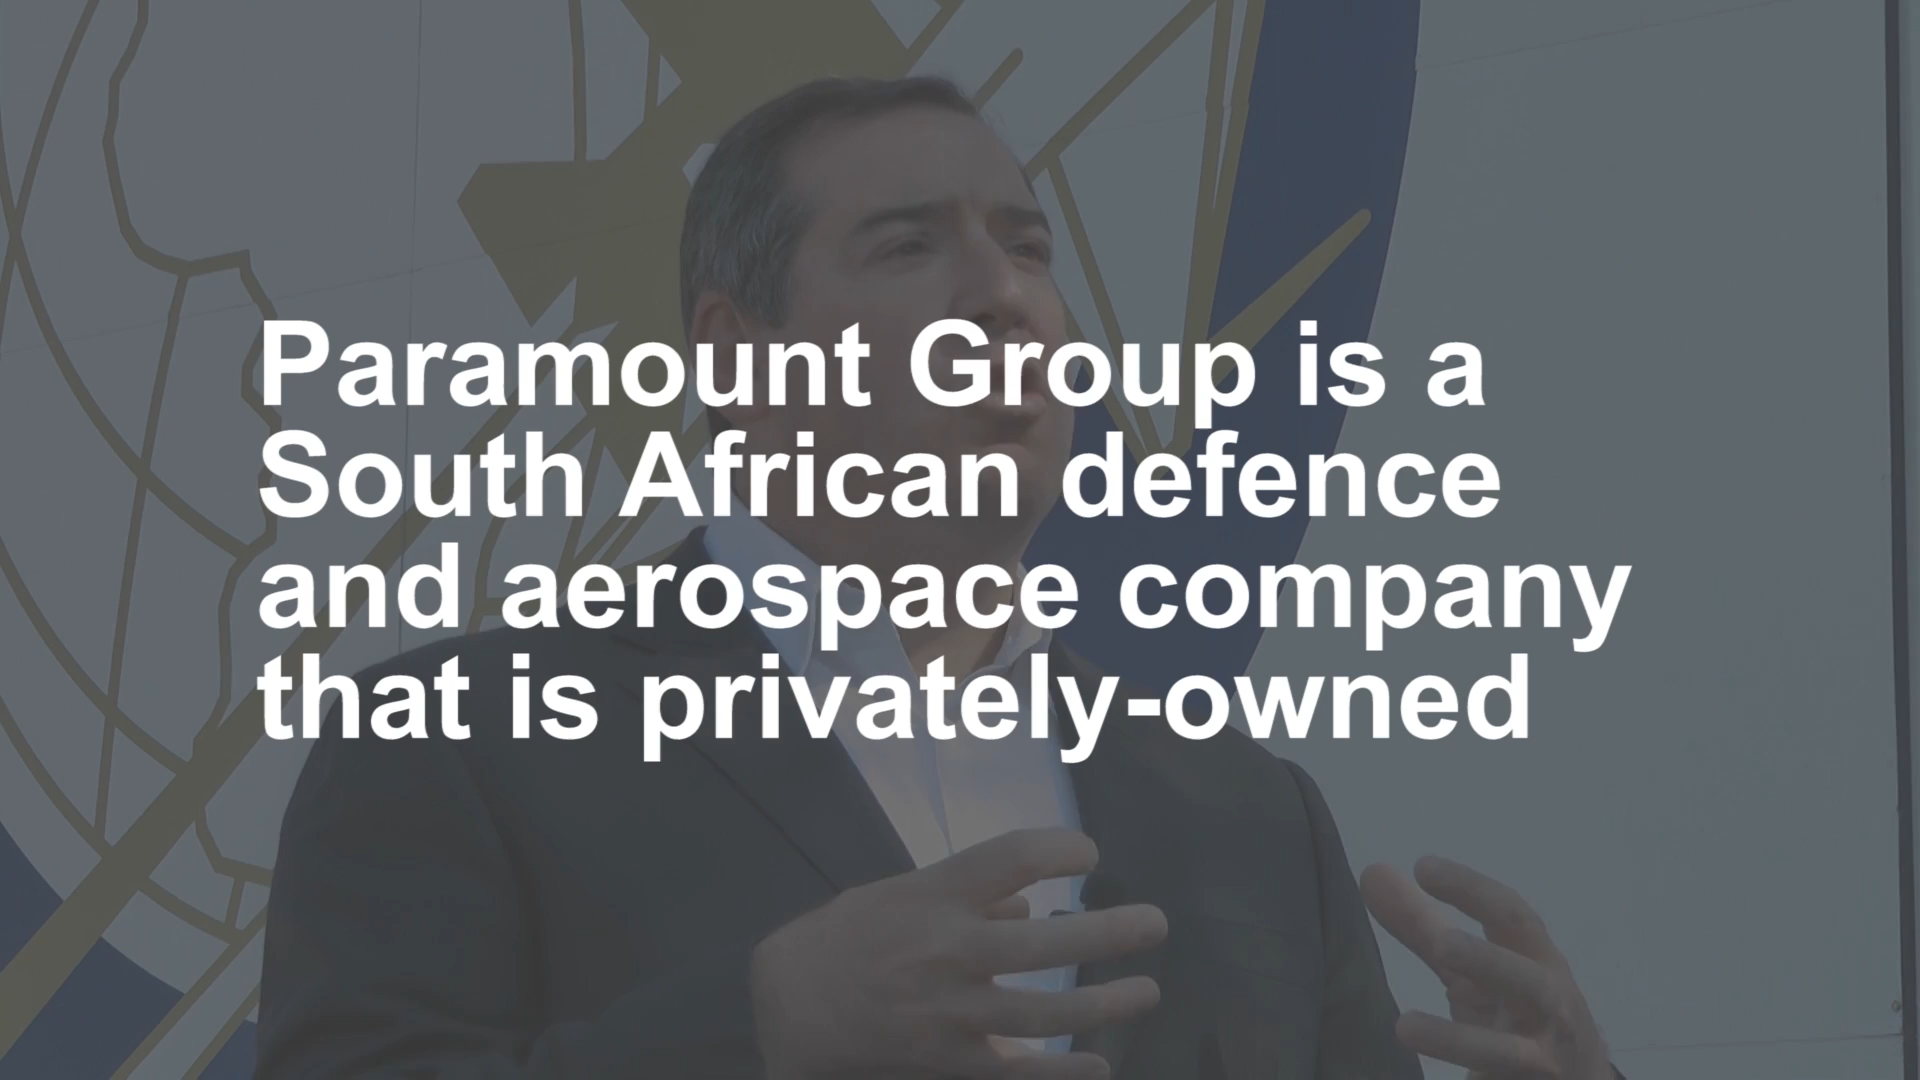 Paramount Group is a
South African defence
and aerospace company
that is privately-owned